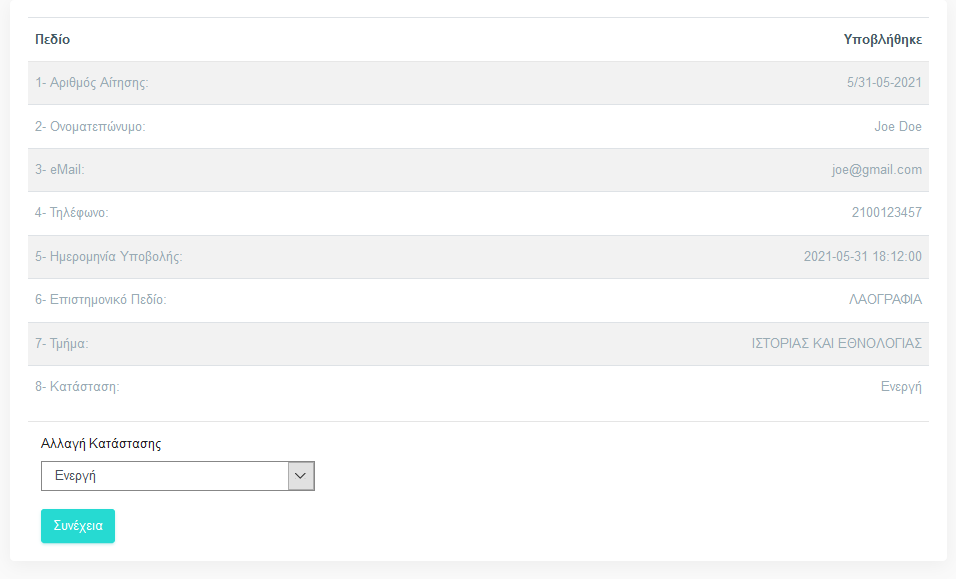 Πεδίο Υποβλήθηκε
1- Αριθμός Αίτησης: 5/31-05-2021
2- Ονοματεπώνυμο: Joe Doe
3- eMail: joe@gmail.com
4- Τηλέφωνο: 2100123457
5- Ημερομηνία Υποβολής: 2021-05-31 18:12:00
6- Επιστημονικό Πεδίο: ΛΑΟΓΡΑΦΙΑ
7- Τμήμα: ΙΣΤΟΡΙΑΣ ΚΑΙ ΕΘΝΟΛΟΓΙΑΣ
8- Κατάσταση: Ενεργή
Αλλαγή Κατάστασης
Ενεργή
Συνέχεια